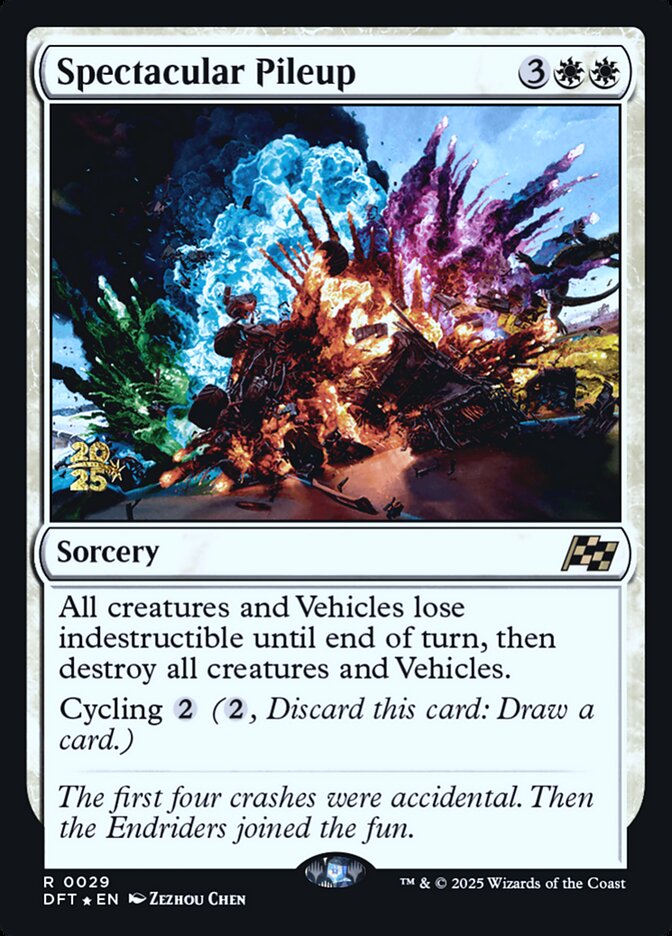 Spectacular Pileup 3
20
25
Sorcery
All creatures and Vehicles lose
indestructible until end of turn, then
destroy all creatures and Vehicles.
Cycling 2 (2, Discard this card: Draw a
card.)
The first four crashes were accidental. Then
the Endriders joined the fun.
R 0029
DFT ★ EN Zezhou Chen
™ & © 2025 Wizards of the Coast